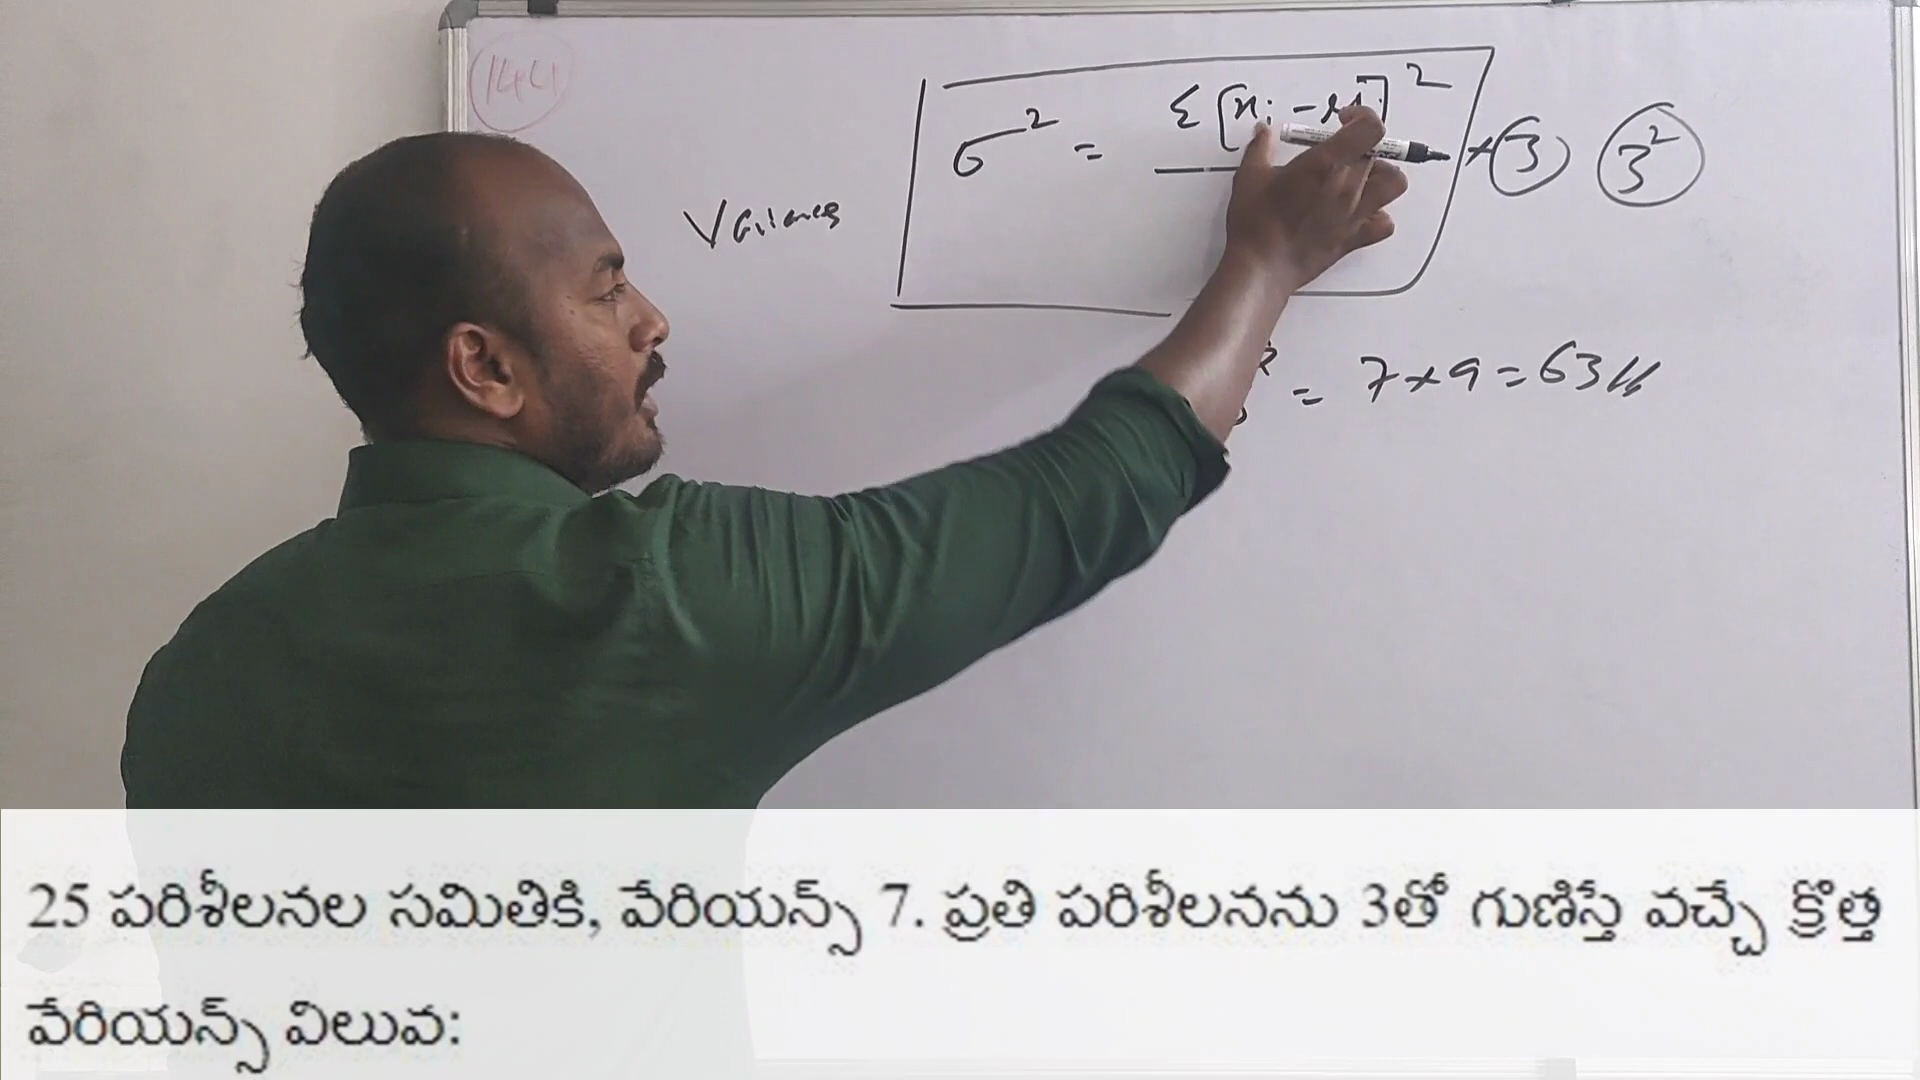 144
σ² = Σ[xᵢ - ]² × 3 3²
Variance
= 7 × 9 = 63
25 పరిశీలనల సమితికి, వేరియన్స్ 7. ప్రతి పరిశీలనను 3తో గుణిస్తే వచ్చే క్రొత్త
వేరియన్స్ విలువ: